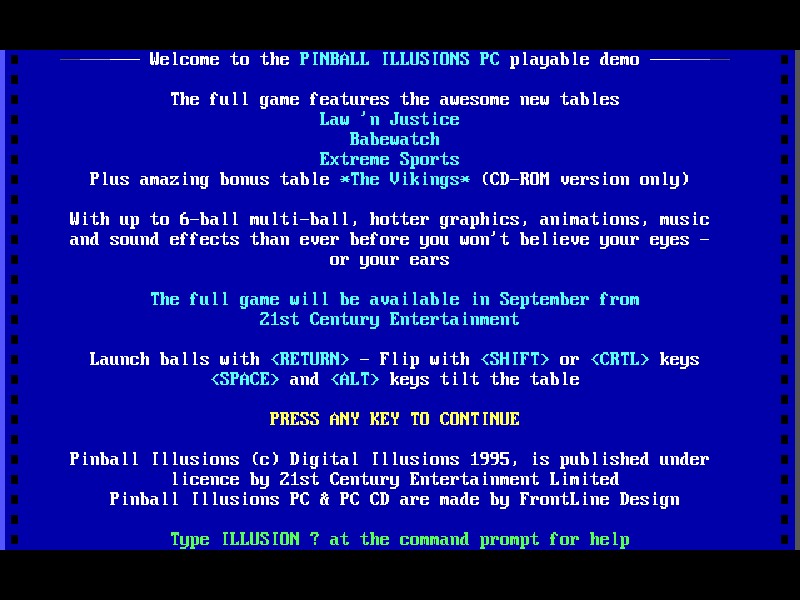 Welcome to the PINBALL ILLUSIONS PC playable demo
The full game features the awesome new tables
Law 'n Justice
Babewatch
Extreme Sports
Plus amazing bonus table *The Vikings* (CD-ROM version only)
With up to 6-ball multi-ball, hotter graphics, animations, music
and sound effects than ever before you won't believe your eyes -
or your ears
The full game will be available in September from
21st Century Entertainment
Launch balls with <RETURN> - Flip with <SHIFT> or <CRTL> keys
<SPACE> and <ALT> keys tilt the table
PRESS ANY KEY TO CONTINUE
Pinball Illusions (c) Digital Illusions 1995, is published under
licence by 21st Century Entertainment Limited
Pinball Illusions PC & PC CD are made by FrontLine Design
Type ILLUSION ? at the command prompt for help